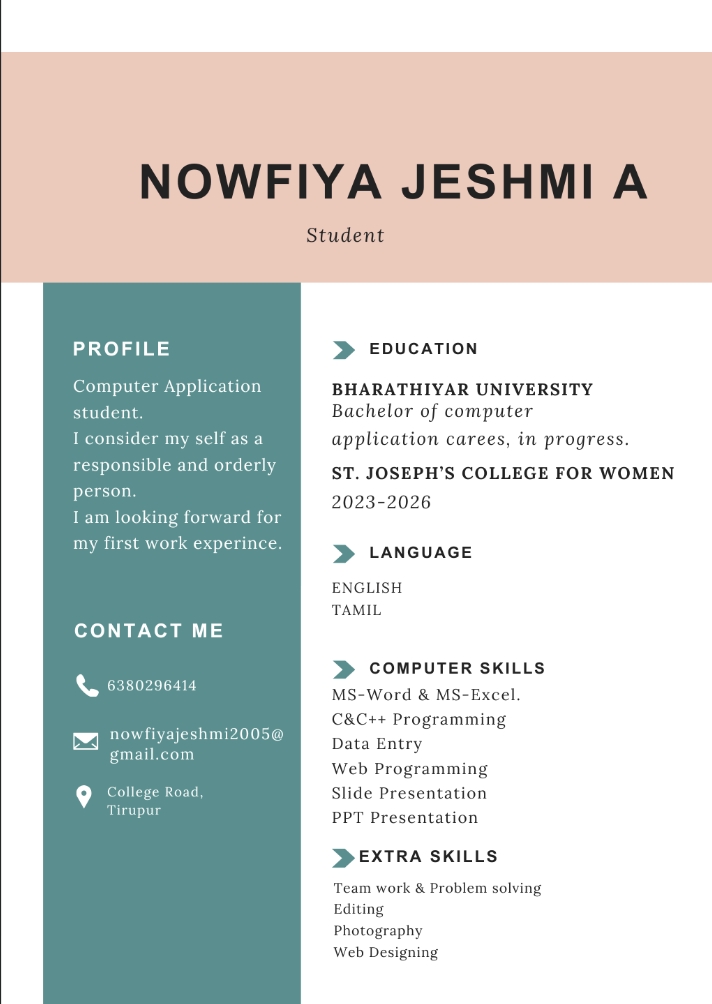 NOWFIYA JESHMI A
Student
PROFILE
Computer Application
student.
I consider my self as a
responsible and orderly
person.
I am looking forward for
my first work experince.
CONTACT ME
6380296414
nowfiyajeshmi2005@
gmail.com
College Road,
Tirupur
EDUCATION
BHARATHIYAR UNIVERSITY
Bachelor of computer
application carees, in progress.
ST. JOSEPH'S COLLEGE FOR WOMEN
2023-2026
LANGUAGE
ENGLISH
TAMIL
COMPUTER SKILLS
MS-Word & MS-Excel.
C&C++ Programming
Data Entry
Web Programming
Slide Presentation
PPT Presentation
EXTRA SKILLS
Team work & Problem solving
Editing
Photography
Web Designing